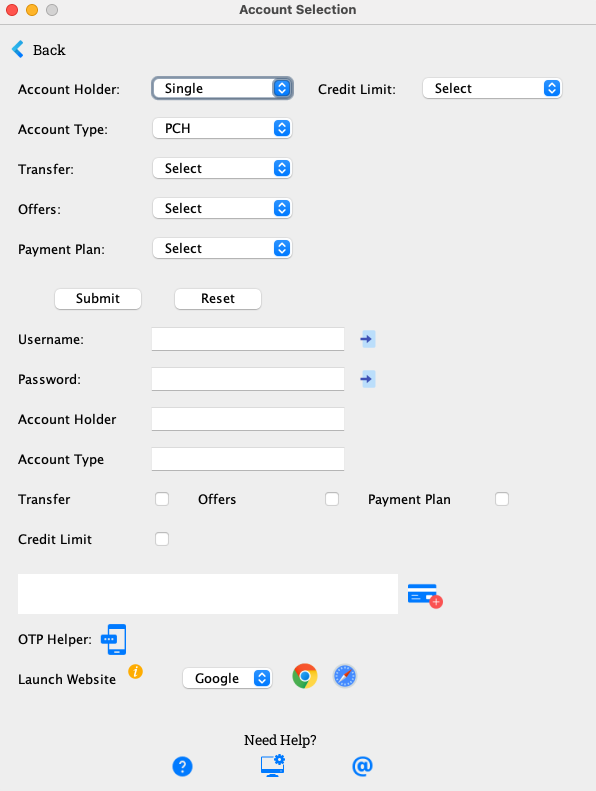 Account Selection
Back
Account Holder: Single Credit Limit: Select
Account Type: PCH
Transfer: Select
Offers: Select
Payment Plan: Select
Submit Reset
Username:
Password:
Account Holder
Account Type
Transfer Offers Payment Plan
Credit Limit
OTP Helper:
Launch Website i Google
Need Help?
? @